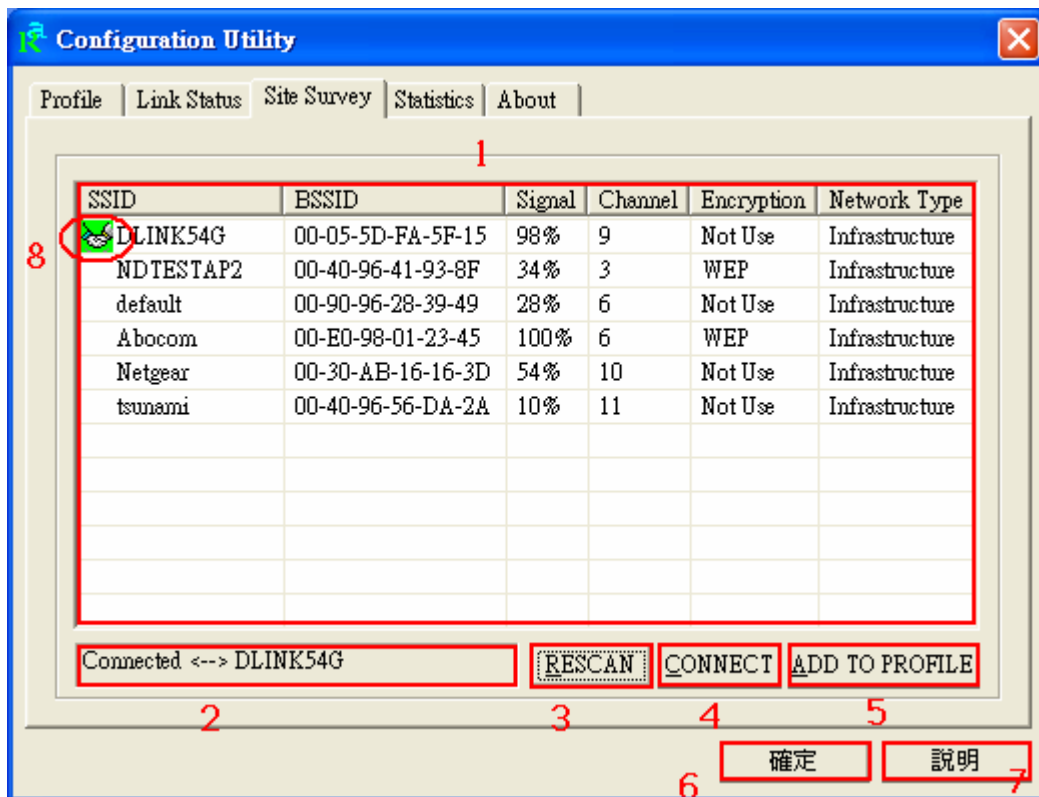 Configuration Utility
Profile Link Status Site Survey Statistics About
1
SSID BSSID Signal Channel Encryption Network Type
DLINK54G 00-05-5D-FA-5F-15 98% 9 Not Use Infrastructure
8
NDTESTAP2 00-40-96-41-93-8F 34% 3 WEP Infrastructure
default 00-90-96-28-39-49 28% 6 Not Use Infrastructure
Abocom 00-E0-98-01-23-45 100% 6 WEP Infrastructure
Netgear 00-30-AB-16-16-3D 54% 10 Not Use Infrastructure
tsunami 00-40-96-56-DA-2A 10% 11 Not Use Infrastructure
Connected <--> DLINK54G RESCAN CONNECT ADD TO PROFILE
2 3 4 5
確定 說明
6 7